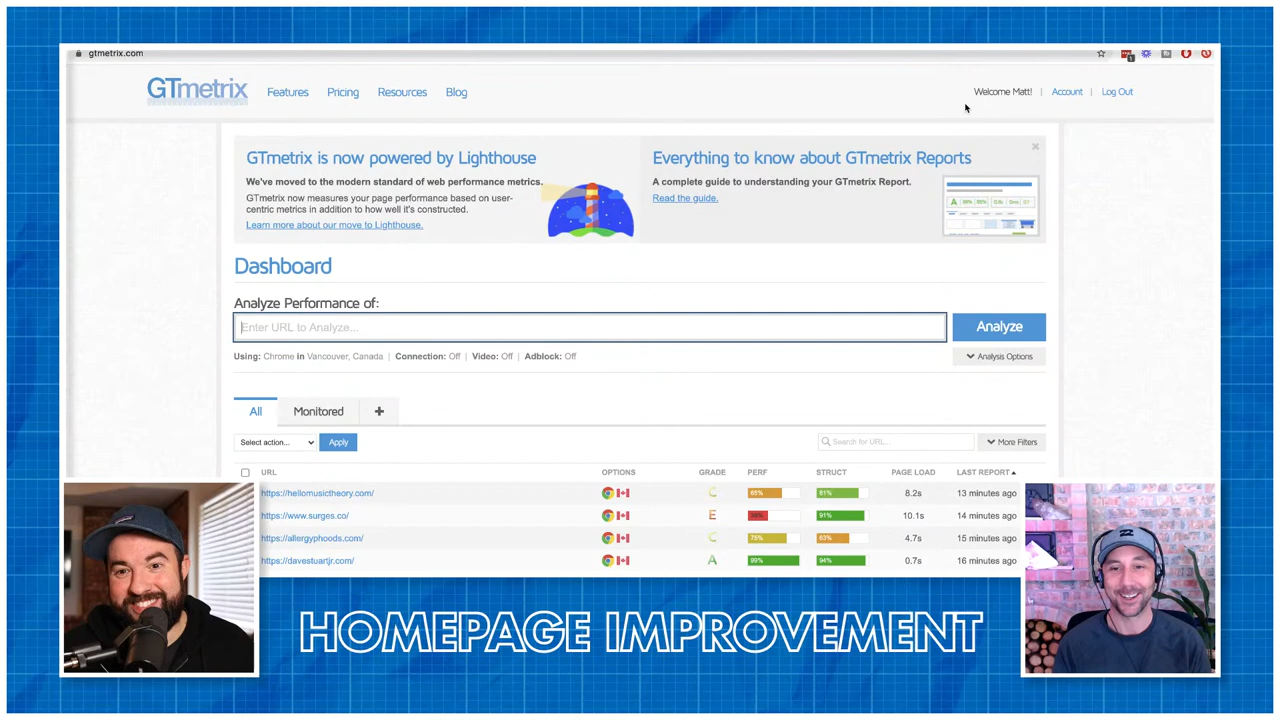 gtmetrix.com
GTmetrix Features Pricing Resources Blog Welcome Matt! | Account | Log Out
GTmetrix is now powered by Lighthouse
We've moved to the modern standard of web performance metrics.
GTmetrix now measures your page performance based on user-
centric metrics in addition to how well it's constructed.
Learn more about our move to Lighthouse.
Everything to know about GTmetrix Reports
A complete guide to understanding your GTmetrix Report.
Read the guide.
Dashboard
Analyze Performance of:
Enter URL to Analyze... Analyze
Using: Chrome in Vancouver, Canada | Connection: Off | Video: Off | Adblock: Off Analysis Options
All Monitored +
Select action... Apply Search for URL... More Filters
URL OPTIONS GRADE PERF STRUCT PAGE LOAD LAST REPORT
https://hellomusictheory.com/ C 65% 81% 8.2s 13 minutes ago
https://www.surges.co/ E 91% 10.1s 14 minutes ago
https://allergyphoods.com/ C 75% 63% 4.7s 15 minutes ago
https://davestuartjr.com/ A 99% 94% 0.7s 16 minutes ago
HOMEPAGE IMPROVEMENT